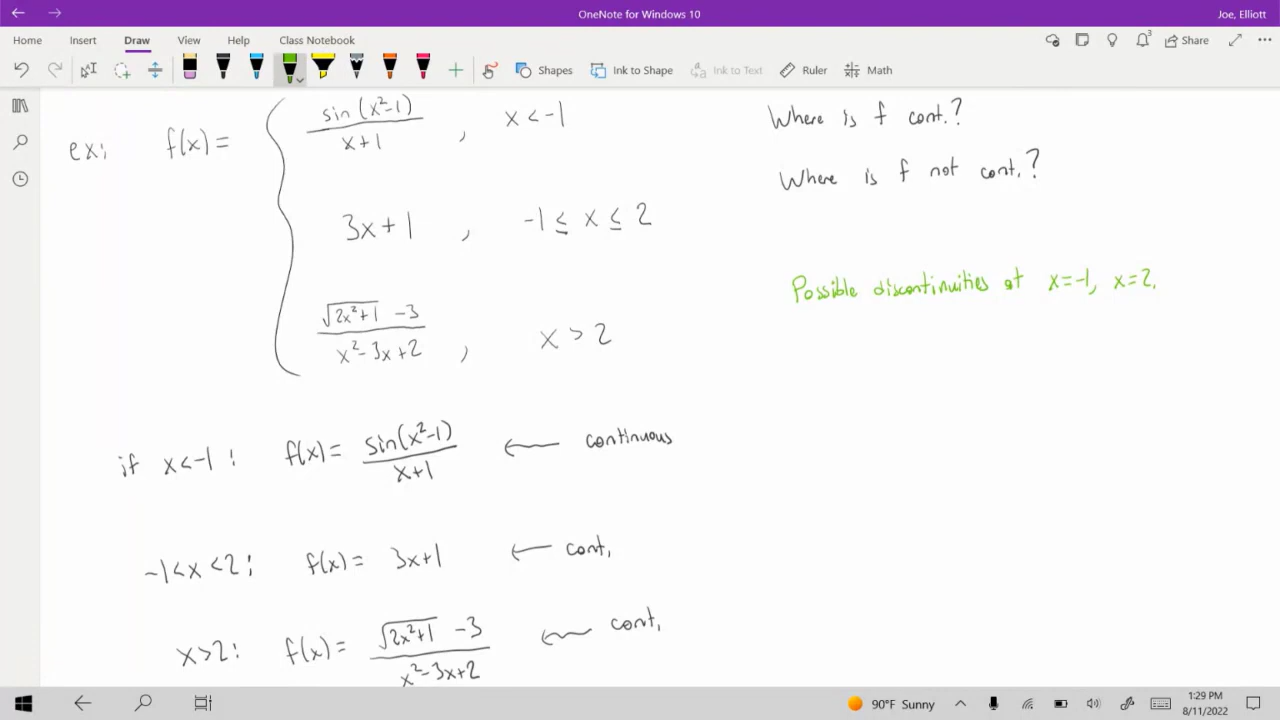 OneNote for Windows 10
Joe, Elliott
Home Insert Draw View Help Class Notebook
Share
Shapes Ink to Shape Ink to Text Ruler Math
ex: f(x) = { sin(x²-1)/(x+1) , x < -1
3x+1 , -1 ≤ x ≤ 2
(√(2x²+1) -3)/(x²-3x+2) , x > 2
Where is f cont.?
Where is f not cont.?
Possible discontinuities at x=-1, x=2.
if x<-1: f(x)= sin(x²-1)/(x+1) ← continuous
-1<x<2: f(x)= 3x+1 ← cont.
x>2: f(x)= (√(2x²+1) -3)/(x²-3x+2) ← cont.
90°F Sunny
1:29 PM
8/11/2022